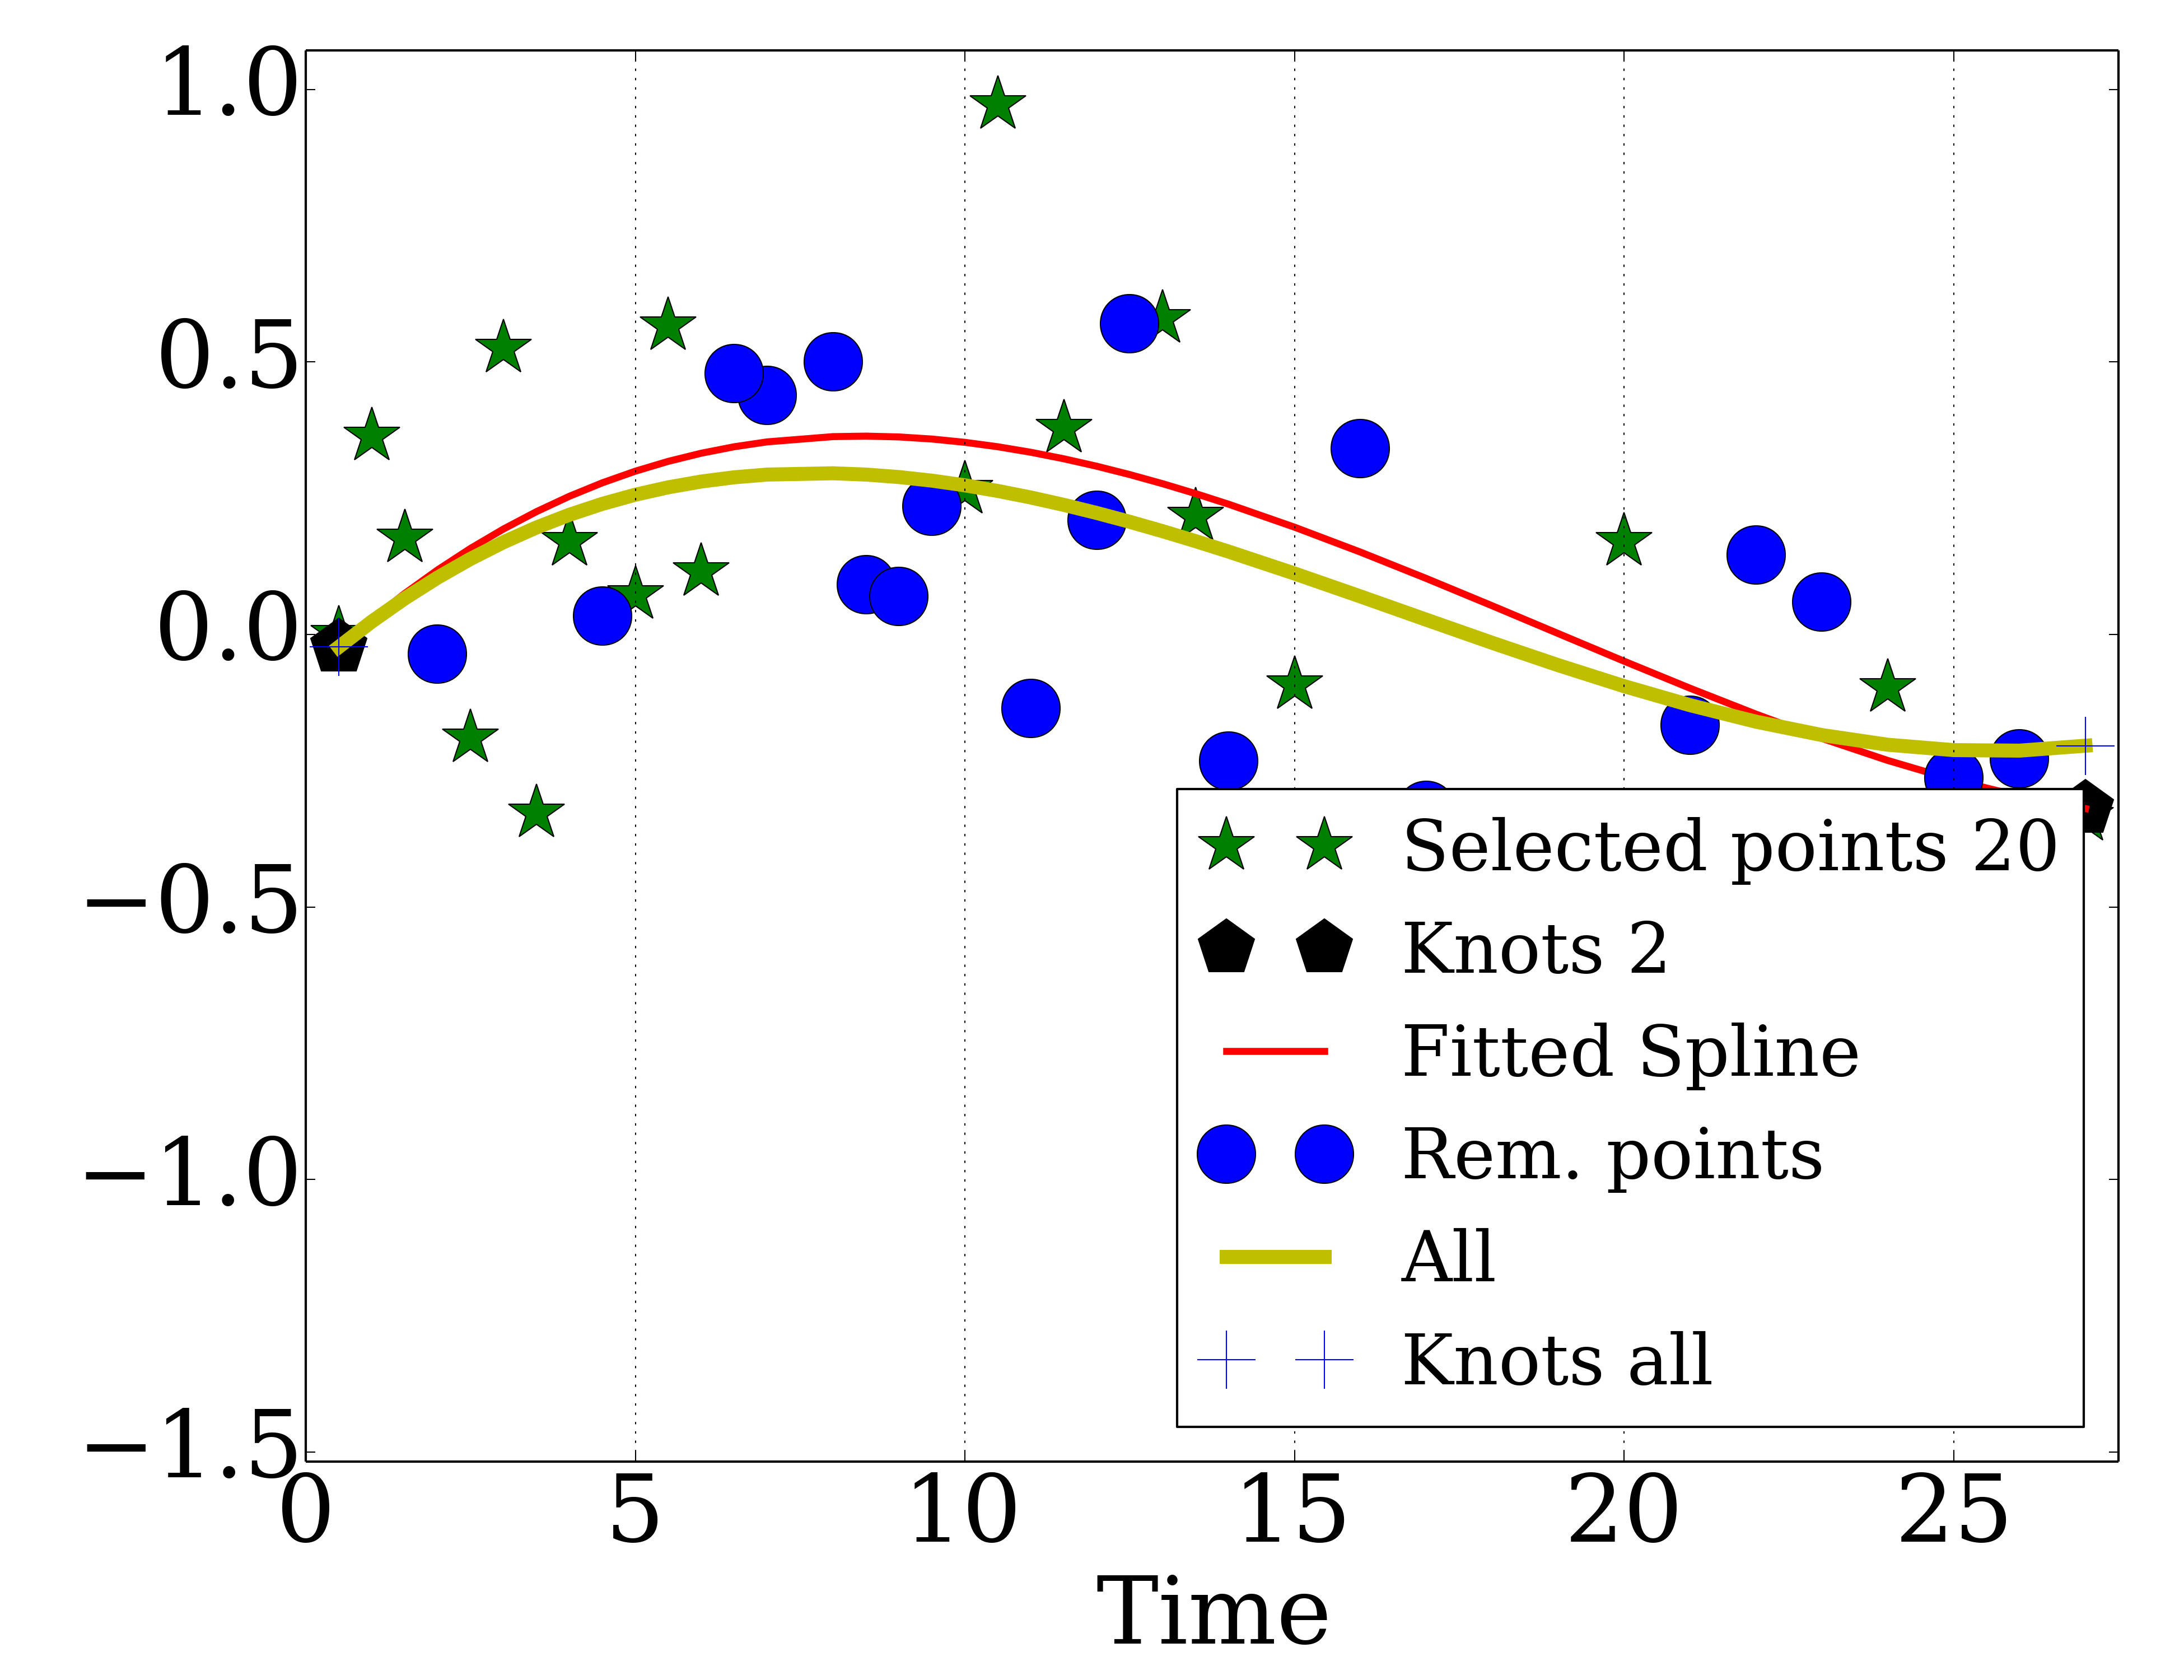 1.0
0.5
0.0
−0.5
−1.0
−1.5
0 5 10 15 20 25
Time
Selected points 20
Knots 2
Fitted Spline
Rem. points
All
Knots all